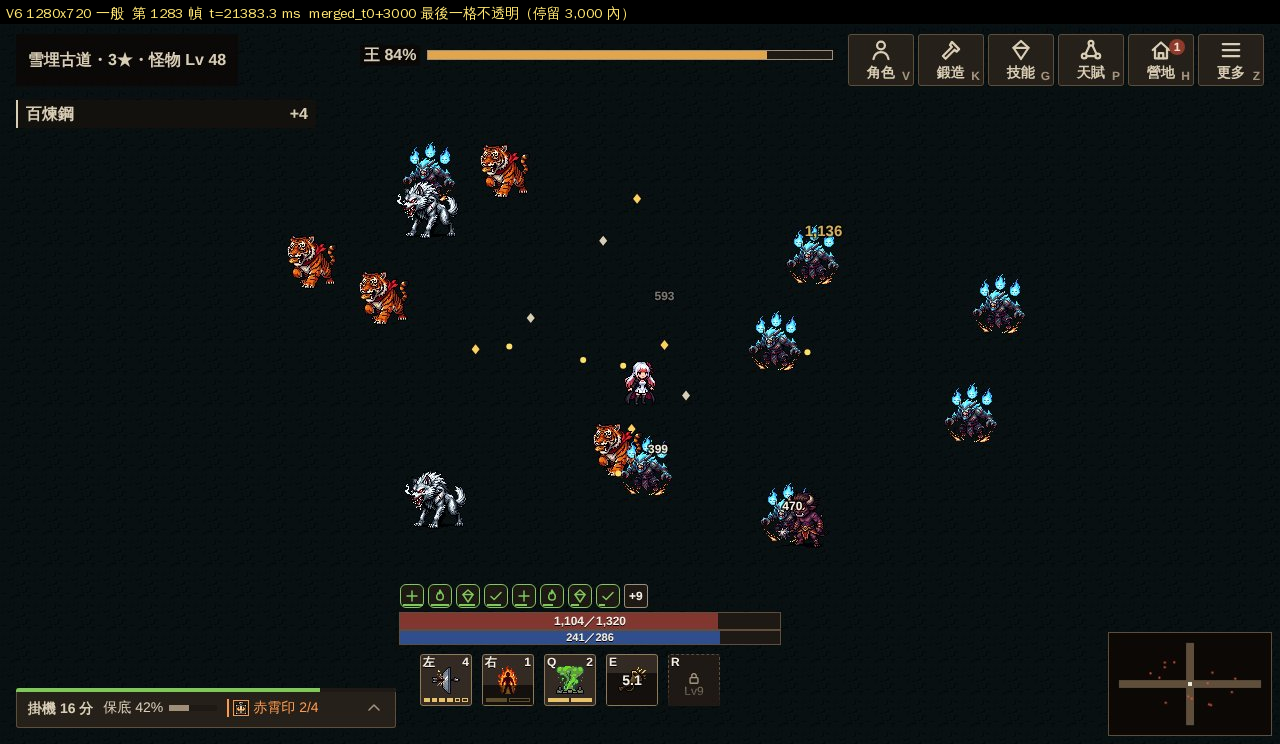 V6 1280x720 一般 第 1283 幀 t=21383.3 ms merged_t0+3000 最後一格不透明（停留 3,000 內）
雪埋古道・3★・怪物 Lv 48
王 84%
角色 V
鍛造 K
技能 G
天賦 P
營地 H 1
更多 Z
百煉鋼 +4
1,136
593
399
470
+9
1,104／1,320
241／286
左 4
右 1
Q 2
E 5.1
R Lv9
掛機 16 分 保底 42% 赤霄印 2/4